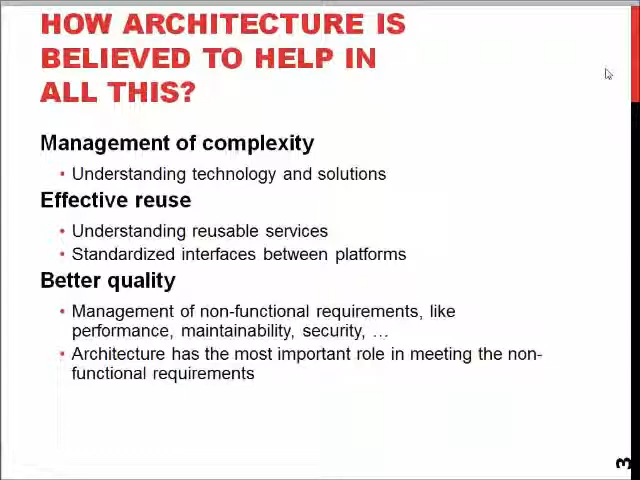 HOW ARCHITECTURE IS
BELIEVED TO HELP IN
ALL THIS?
Management of complexity
• Understanding technology and solutions
Effective reuse
• Understanding reusable services
• Standardized interfaces between platforms
Better quality
• Management of non-functional requirements, like
performance, maintainability, security, …
• Architecture has the most important role in meeting the non-
functional requirements
3